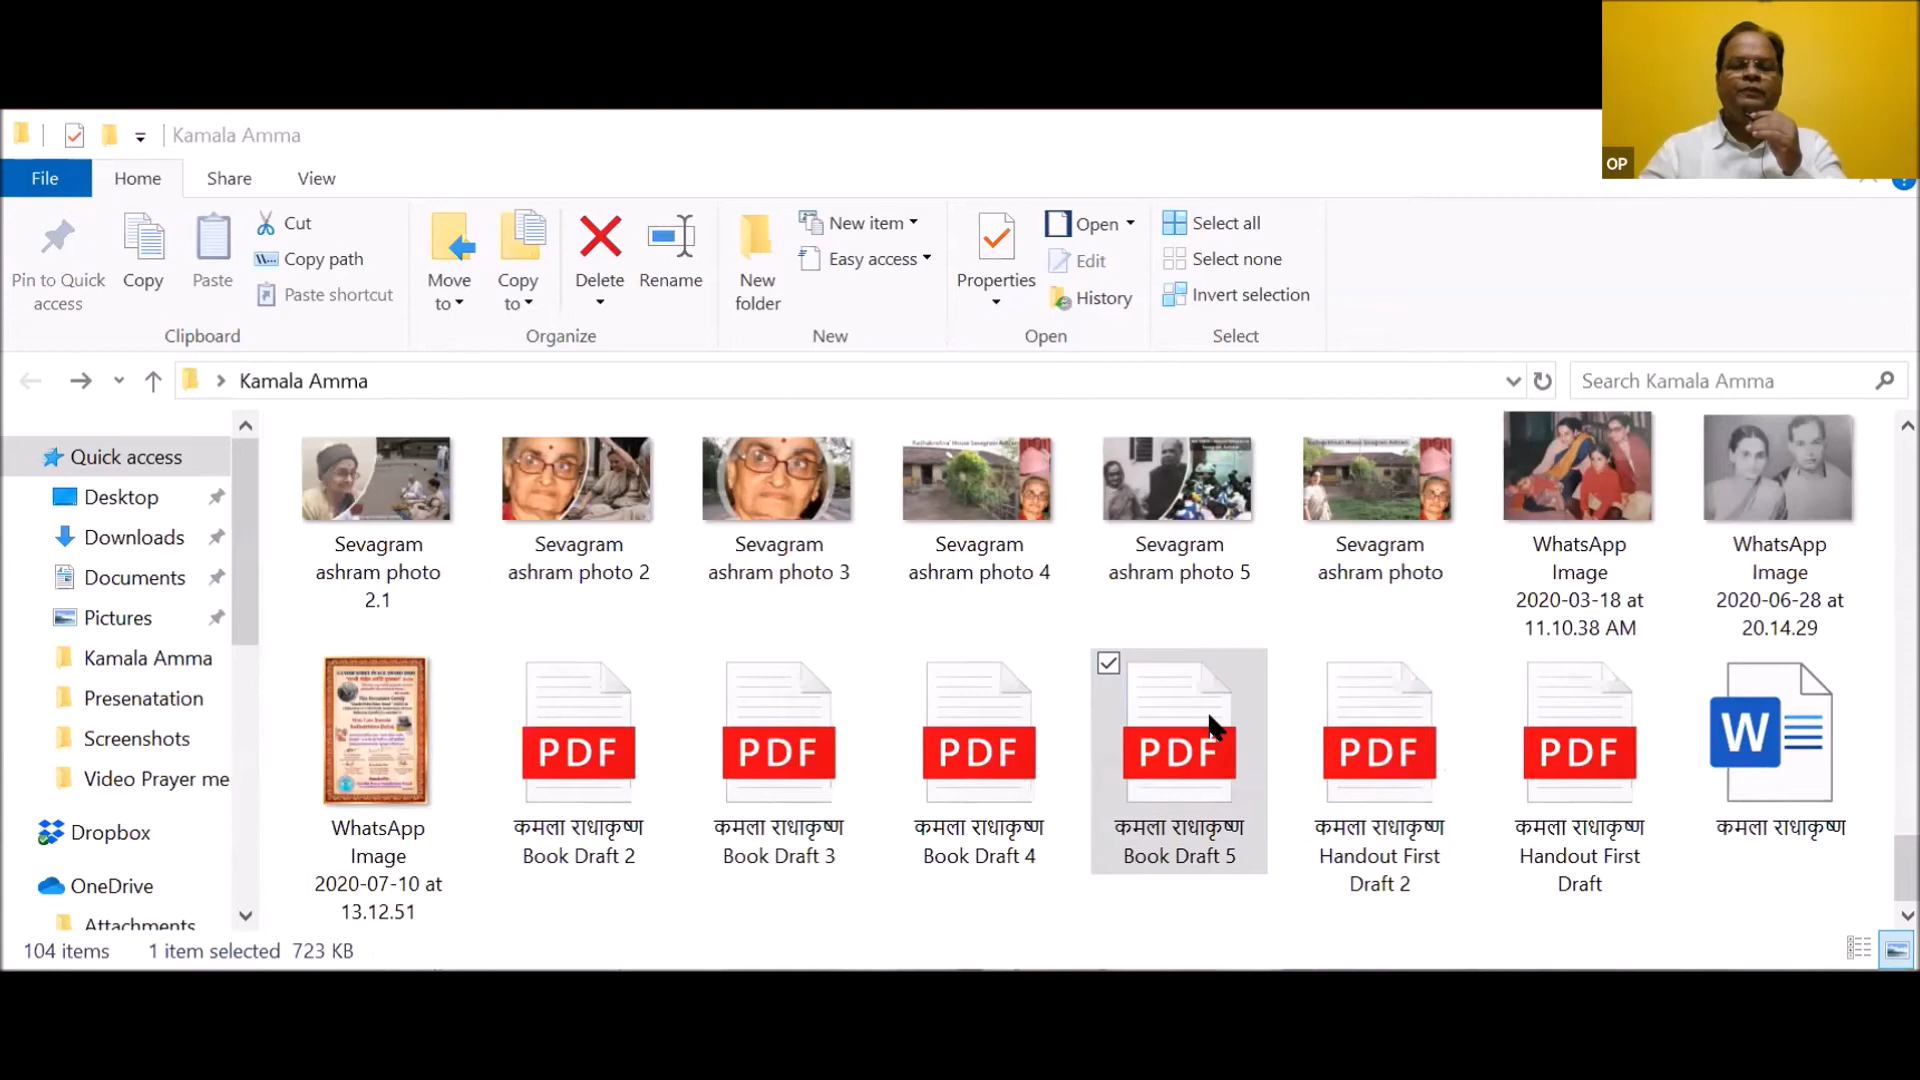 OP
Kamala Amma
File Home Share View
Pin to Quick access
Copy
Paste
Cut
Copy path
Paste shortcut
Clipboard
Move to
Copy to
Delete
Rename
Organize
New folder
New item
Easy access
New
Properties
Open
Edit
History
Open
Select all
Select none
Invert selection
Select
Kamala Amma
Search Kamala Amma
Quick access
Desktop
Downloads
Documents
Pictures
Kamala Amma
Presenatation
Screenshots
Video Prayer me
Dropbox
OneDrive
Attachments
Sevagram
ashram photo
2.1
Sevagram
ashram photo 2
Sevagram
ashram photo 3
Sevagram
ashram photo 4
Sevagram
ashram photo 5
Sevagram
ashram photo
WhatsApp
Image
2020-03-18 at
11.10.38 AM
WhatsApp
Image
2020-06-28 at
20.14.29
WhatsApp
Image
2020-07-10 at
13.12.51
PDF
कमला राधाकृष्ण
Book Draft 2
PDF
कमला राधाकृष्ण
Book Draft 3
PDF
कमला राधाकृष्ण
Book Draft 4
PDF
कमला राधाकृष्ण
Book Draft 5
PDF
कमला राधाकृष्ण
Handout First
Draft 2
PDF
कमला राधाकृष्ण
Handout First
Draft
W
कमला राधाकृष्ण
104 items 1 item selected 723 KB